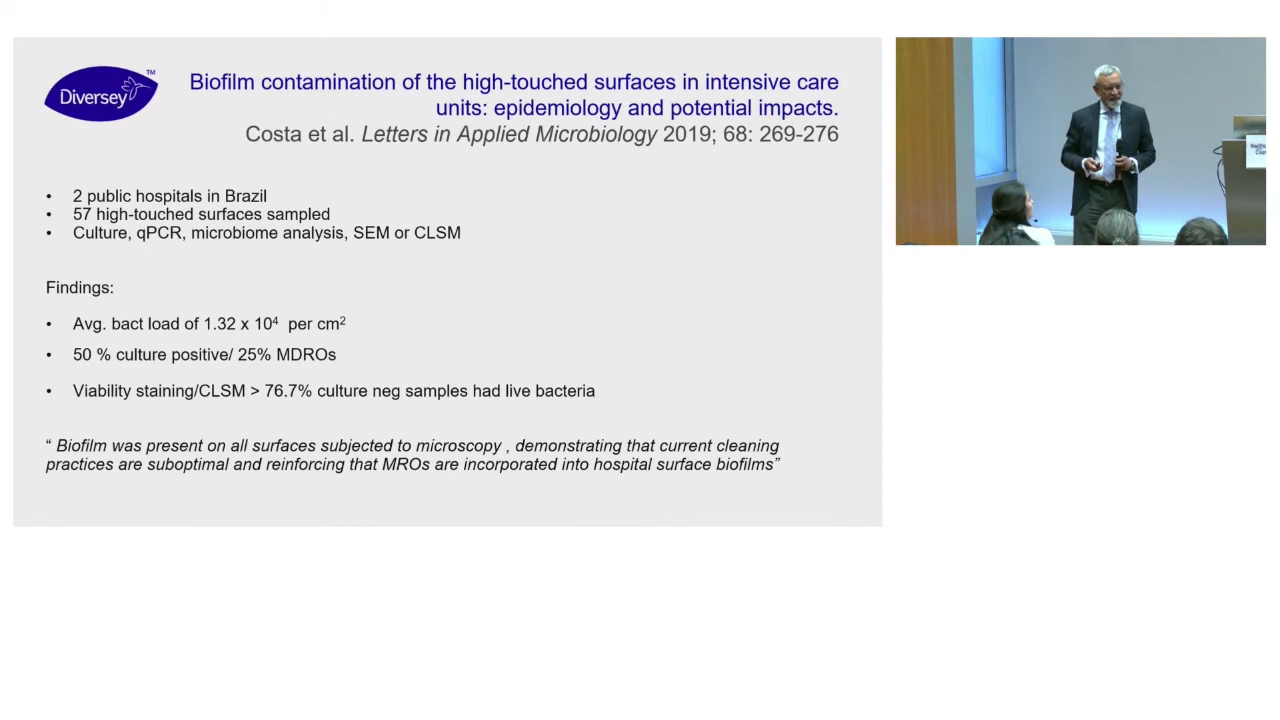 Diversey™
Biofilm contamination of the high-touched surfaces in intensive care
units: epidemiology and potential impacts.
Costa et al. Letters in Applied Microbiology 2019; 68: 269-276
• 2 public hospitals in Brazil
• 57 high-touched surfaces sampled
• Culture, qPCR, microbiome analysis, SEM or CLSM
Findings:
• Avg. bact load of 1.32 x 10⁴ per cm²
• 50 % culture positive/ 25% MDROs
• Viability staining/CLSM > 76.7% culture neg samples had live bacteria
“ Biofilm was present on all surfaces subjected to microscopy , demonstrating that current cleaning
practices are suboptimal and reinforcing that MROs are incorporated into hospital surface biofilms”